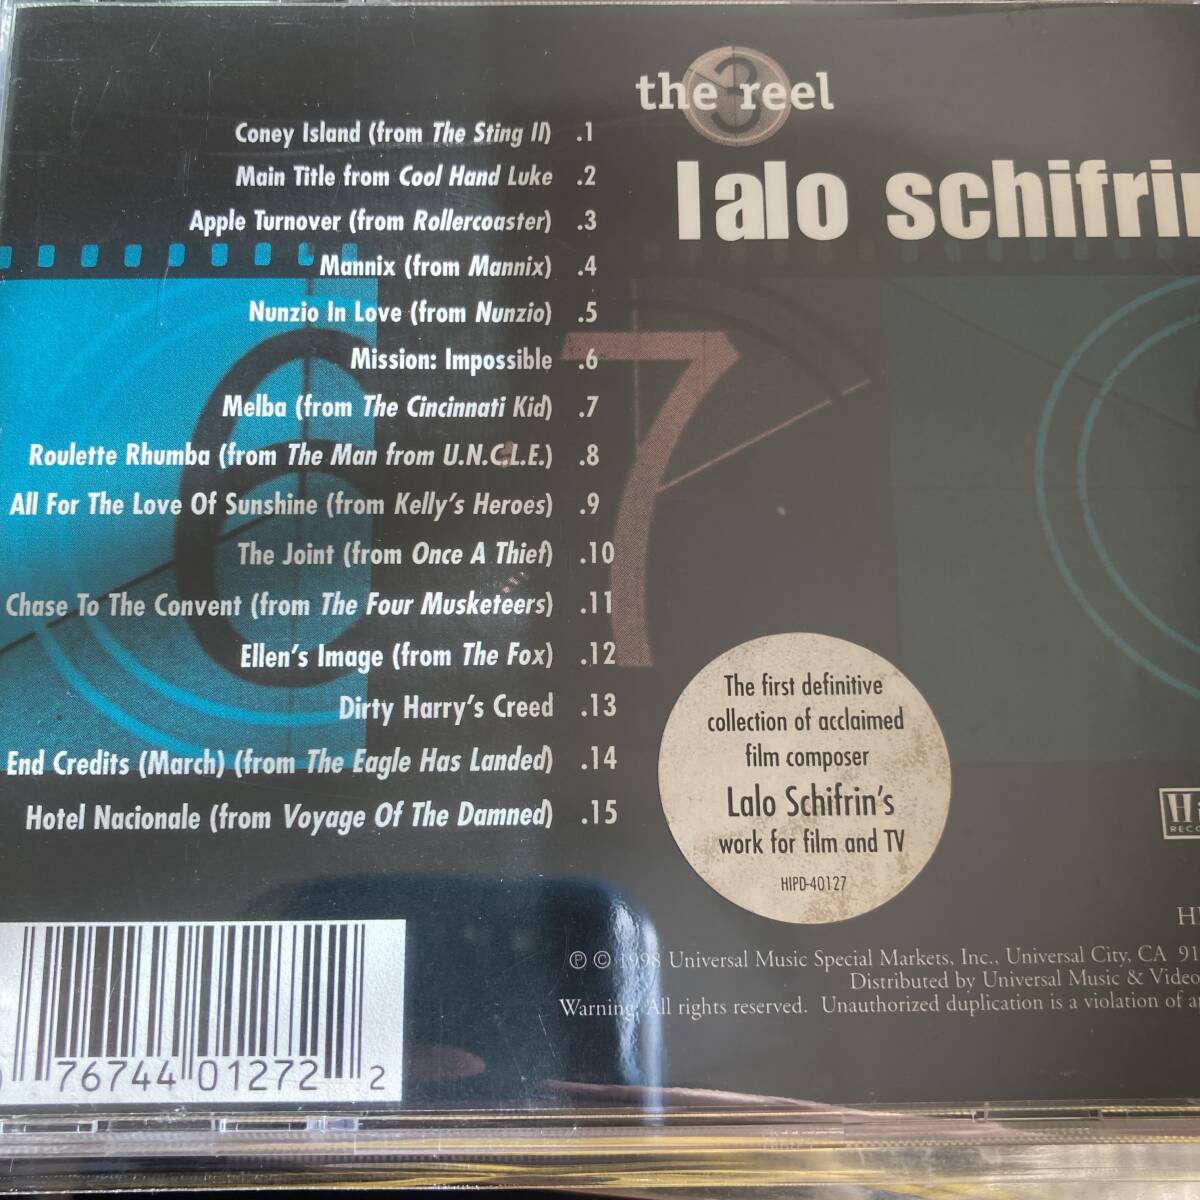 the reel
3
lalo schifrin
Coney Island (from The Sting II) .1
Main Title from Cool Hand Luke .2
Apple Turnover (from Rollercoaster) .3
Mannix (from Mannix) .4
Nunzio In Love (from Nunzio) .5
Mission: Impossible .6
Melba (from The Cincinnati Kid) .7
Roulette Rhumba (from The Man from U.N.C.L.E.) .8
All For The Love Of Sunshine (from Kelly's Heroes) .9
The Joint (from Once A Thief) .10
Chase To The Convent (from The Four Musketeers) .11
Ellen's Image (from The Fox) .12
Dirty Harry's Creed .13
End Credits (March) (from The Eagle Has Landed) .14
Hotel Nacionale (from Voyage Of The Damned) .15
6 7
The first definitive
collection of acclaimed
film composer
Lalo Schifrin's
work for film and TV
HIPD-40127
℗ © 1998 Universal Music Special Markets, Inc., Universal City, CA 91
Distributed by Universal Music & Video
Warning: All rights reserved. Unauthorized duplication is a violation of
76744 01272 2